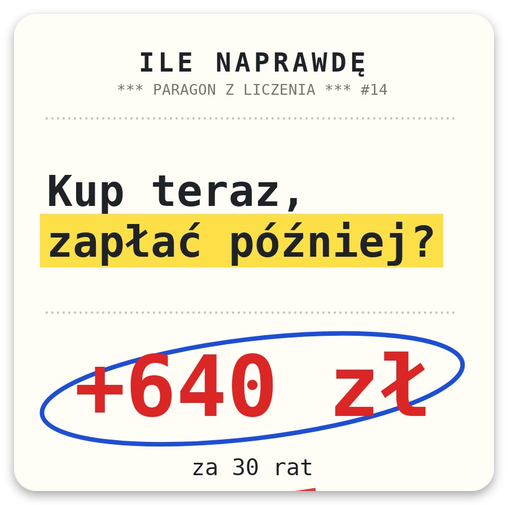 ILE NAPRAWDĘ
*** PARAGON Z LICZENIA *** #14
Kup teraz,
zapłać później?
+640 zł
za 30 rat